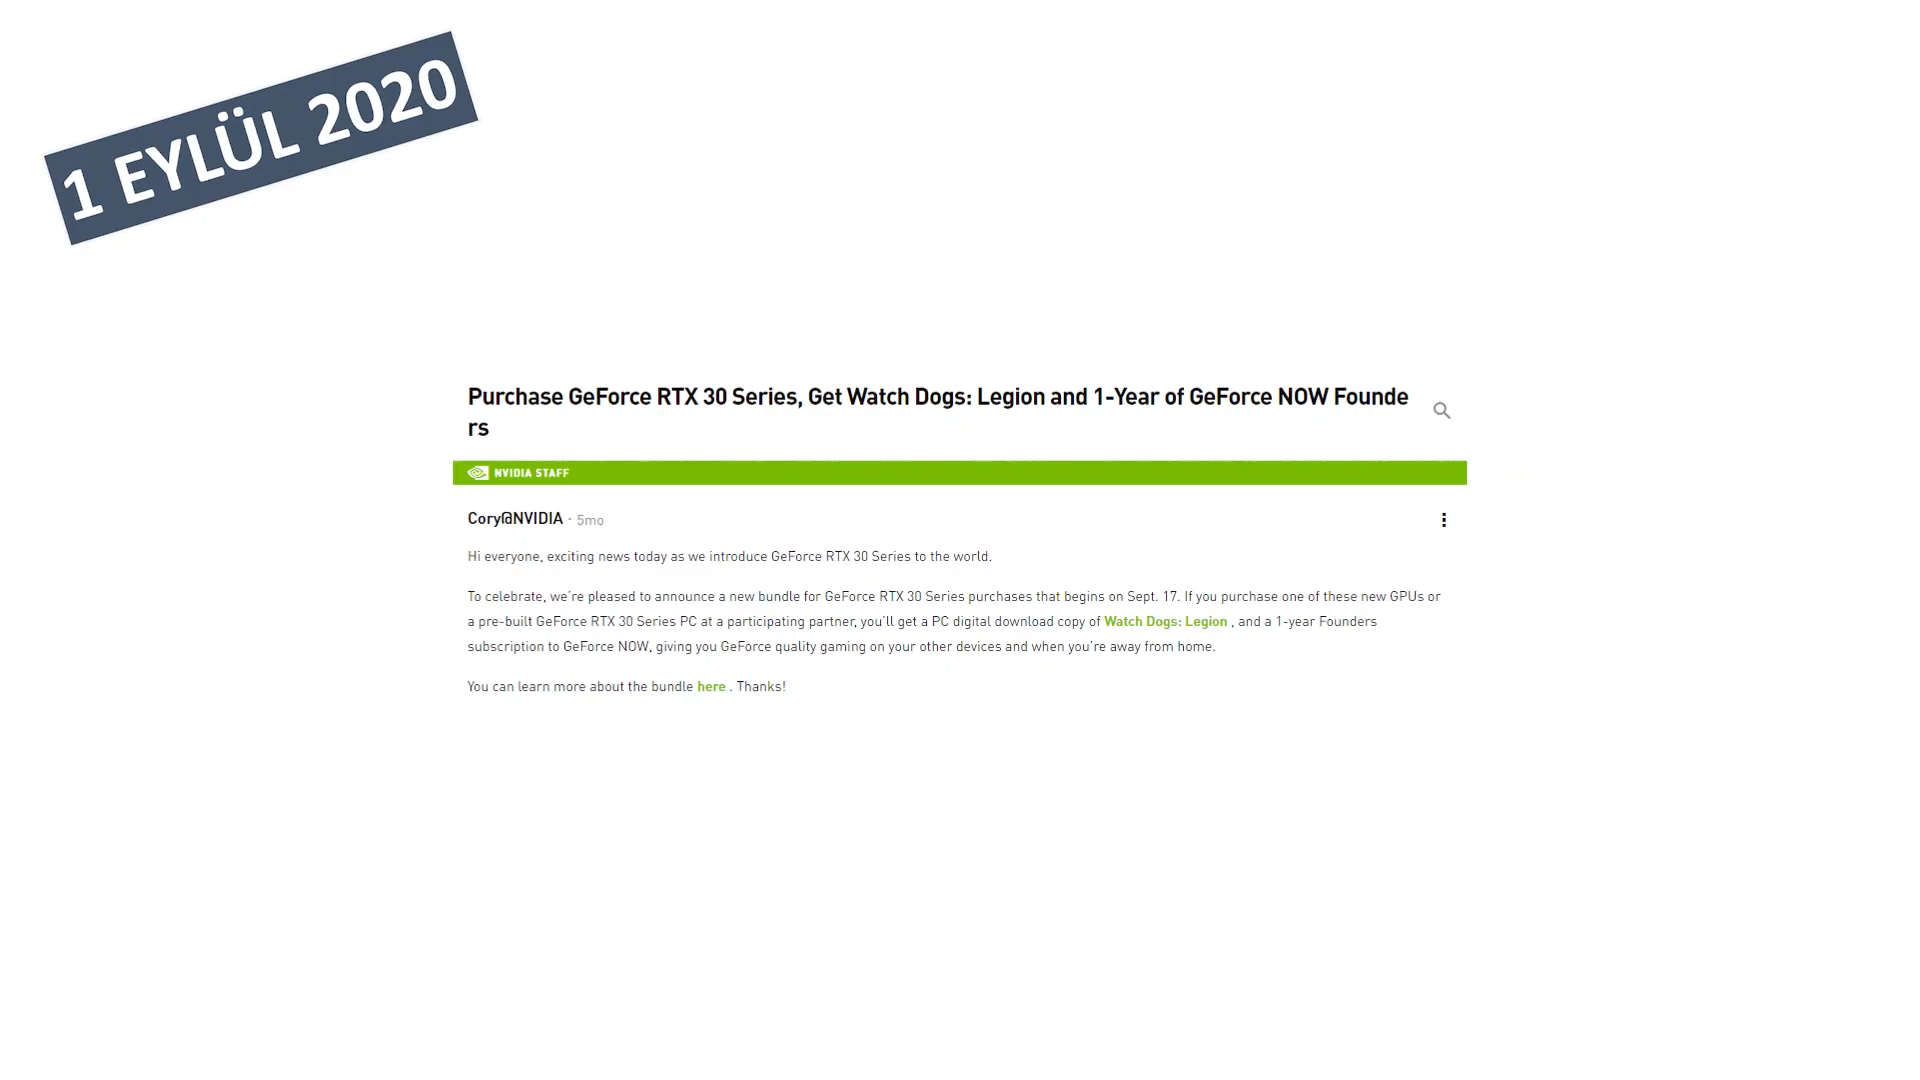 1 EYLÜL 2020
Purchase GeForce RTX 30 Series, Get Watch Dogs: Legion and 1-Year of GeForce NOW Founde
rs
NVIDIA STAFF
Cory@NVIDIA · 5mo
Hi everyone, exciting news today as we introduce GeForce RTX 30 Series to the world.
To celebrate, we're pleased to announce a new bundle for GeForce RTX 30 Series purchases that begins on Sept. 17. If you purchase one of these new GPUs or
a pre-built GeForce RTX 30 Series PC at a participating partner, you'll get a PC digital download copy of Watch Dogs: Legion , and a 1-year Founders
subscription to GeForce NOW, giving you GeForce quality gaming on your other devices and when you're away from home.
You can learn more about the bundle here . Thanks!